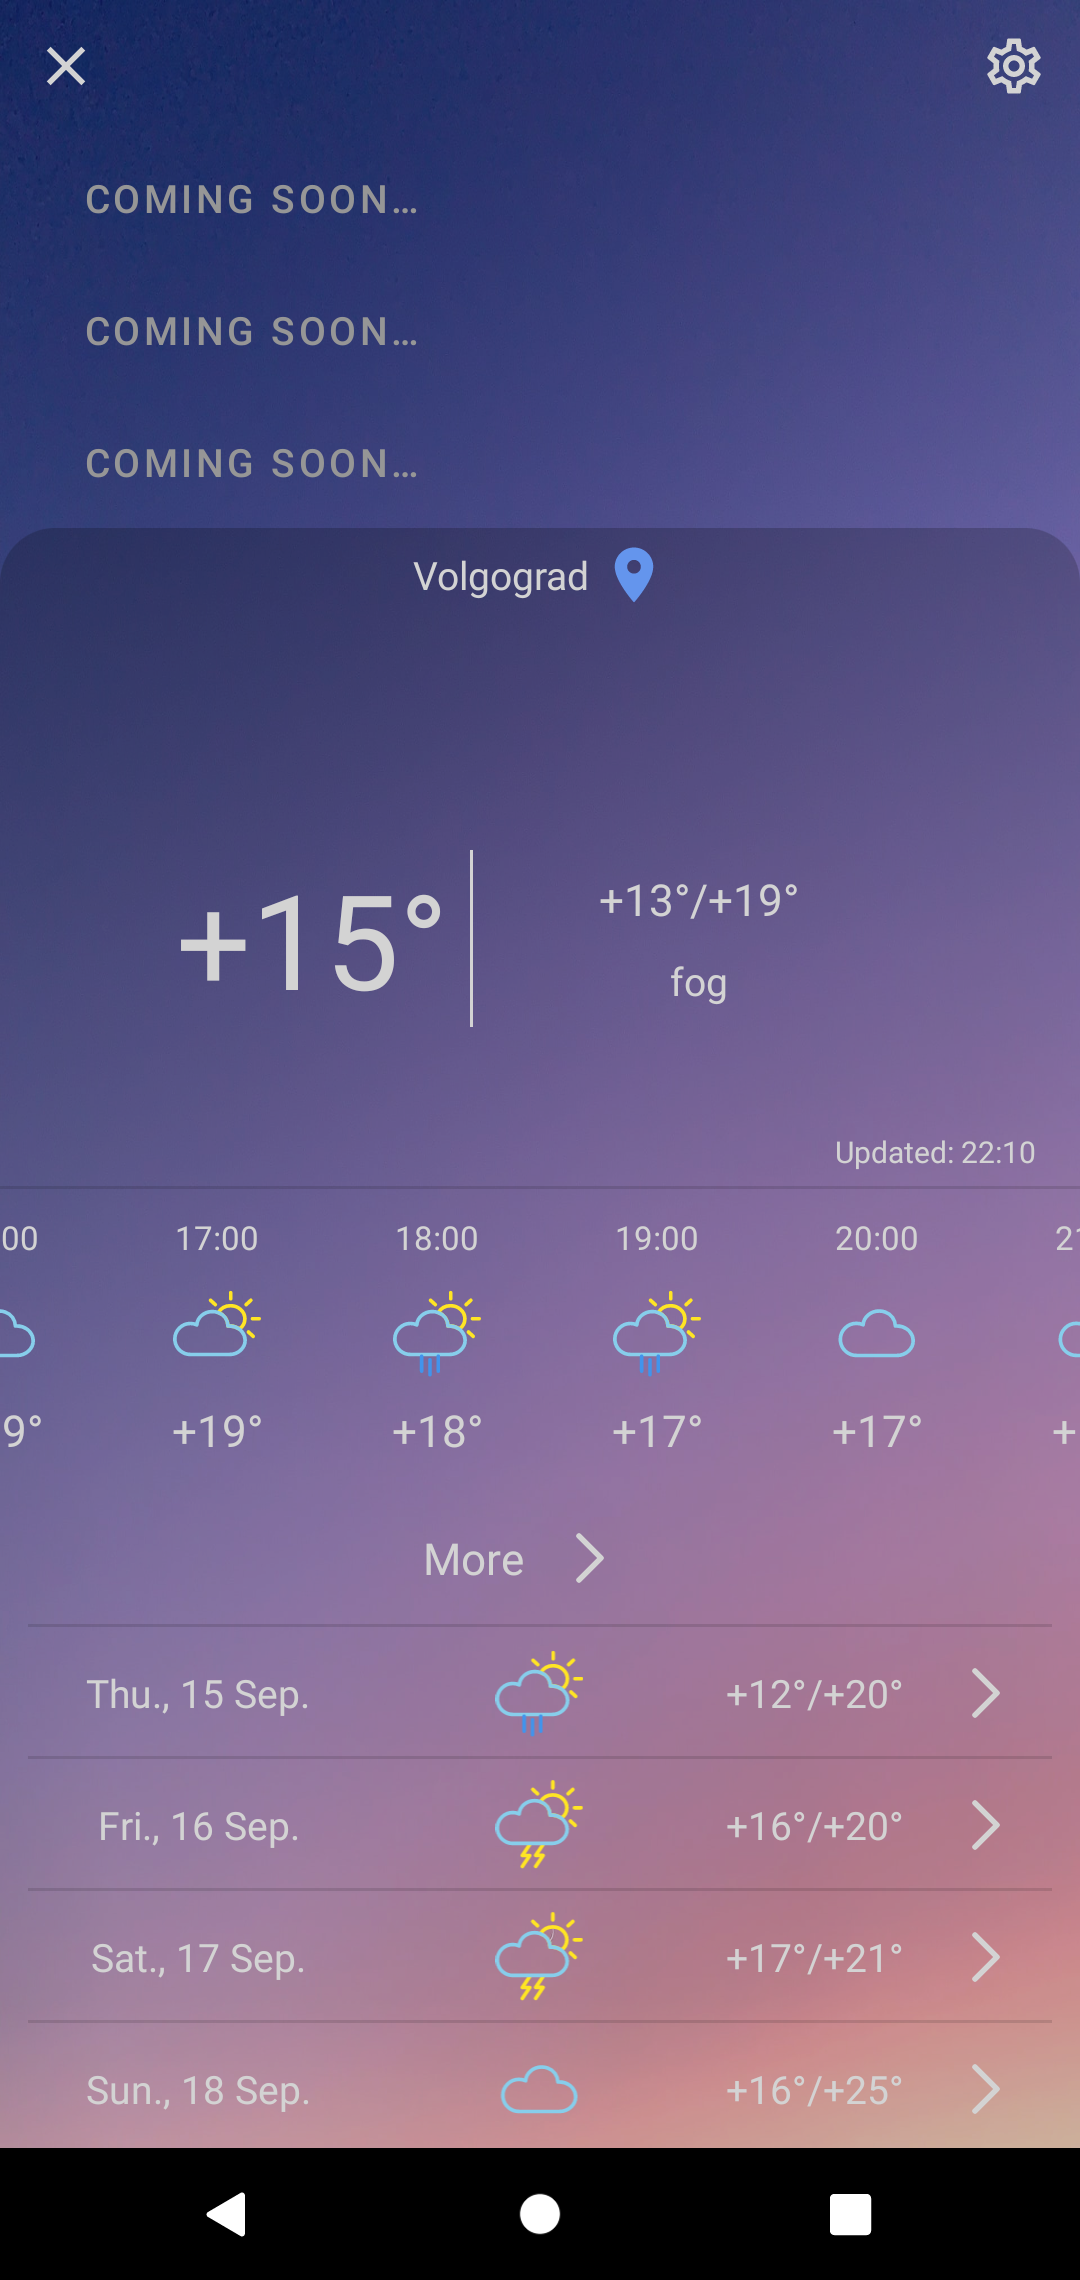 COMING SOON…
COMING SOON…
COMING SOON…
Volgograd
+15°
+13°/+19°
fog
Updated: 22:10
00 17:00 18:00 19:00 20:00 21
9° +19° +18° +17° +17° +
More
Thu., 15 Sep. +12°/+20°
Fri., 16 Sep. +16°/+20°
Sat., 17 Sep. +17°/+21°
Sun., 18 Sep. +16°/+25°